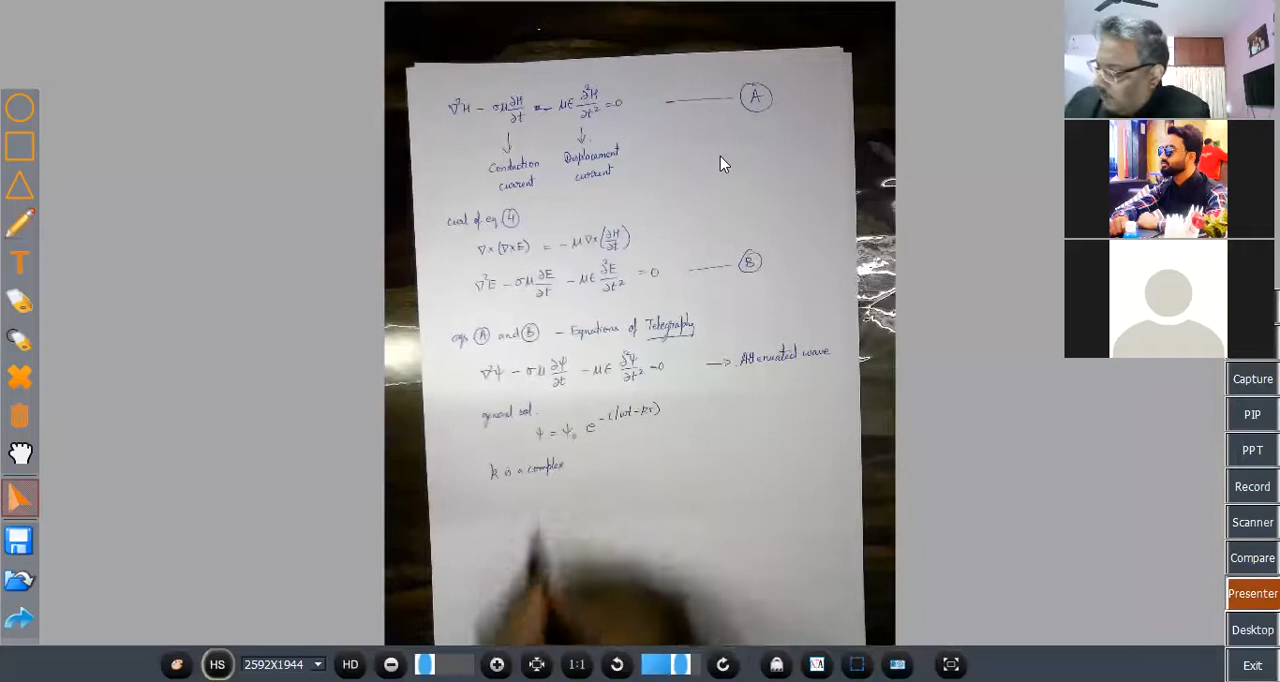 ∇²H − σμ ∂H/∂t − με ∂²H/∂t² = 0 —— (A)
↓ ↓
Conduction current
Displacement current
curl of eq (4)
∇×(∇×E) = −μ ∇×(∂H/∂t)
∇²E − σμ ∂E/∂t − με ∂²E/∂t² = 0 —— (B)
eqs (A) and (B) – Equations of Telegraphy
∇²Ψ − σμ ∂Ψ/∂t − με ∂²Ψ/∂t² = 0 → Attenuated wave
general sol.
Ψ = Ψ₀ e^−i(ωt−kr)
k is a complex
T
Capture
PIP
PPT
Record
Scanner
Compare
Presenter
Desktop
Exit
HS 2592X1944 HD 1:1